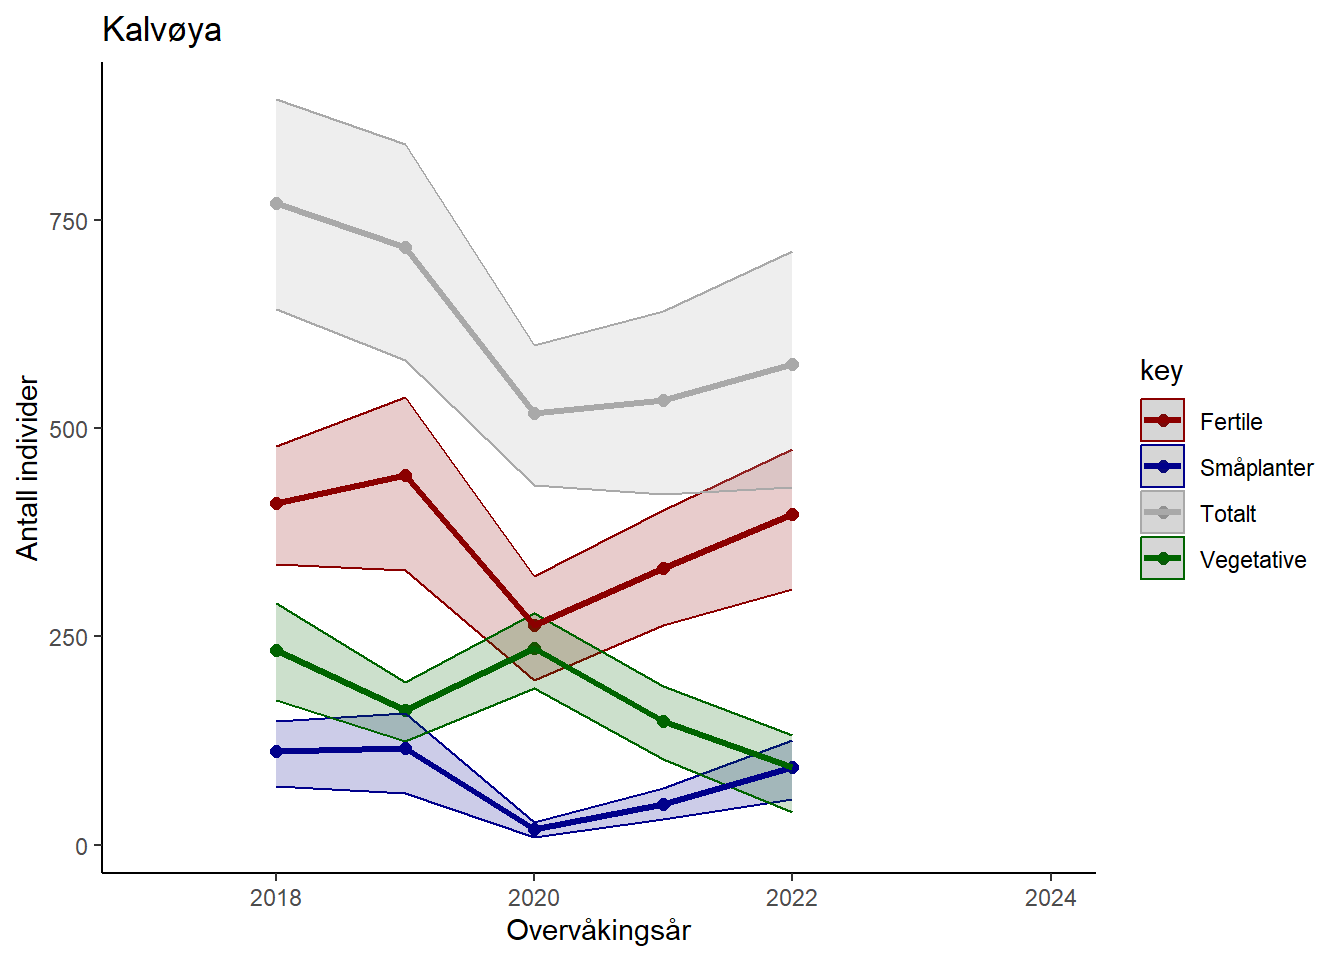 Kalvøya
Antall individer
750
500
250
0
2018 2020 2022 2024
Overvåkingsår
key
Fertile
Småplanter
Totalt
Vegetative